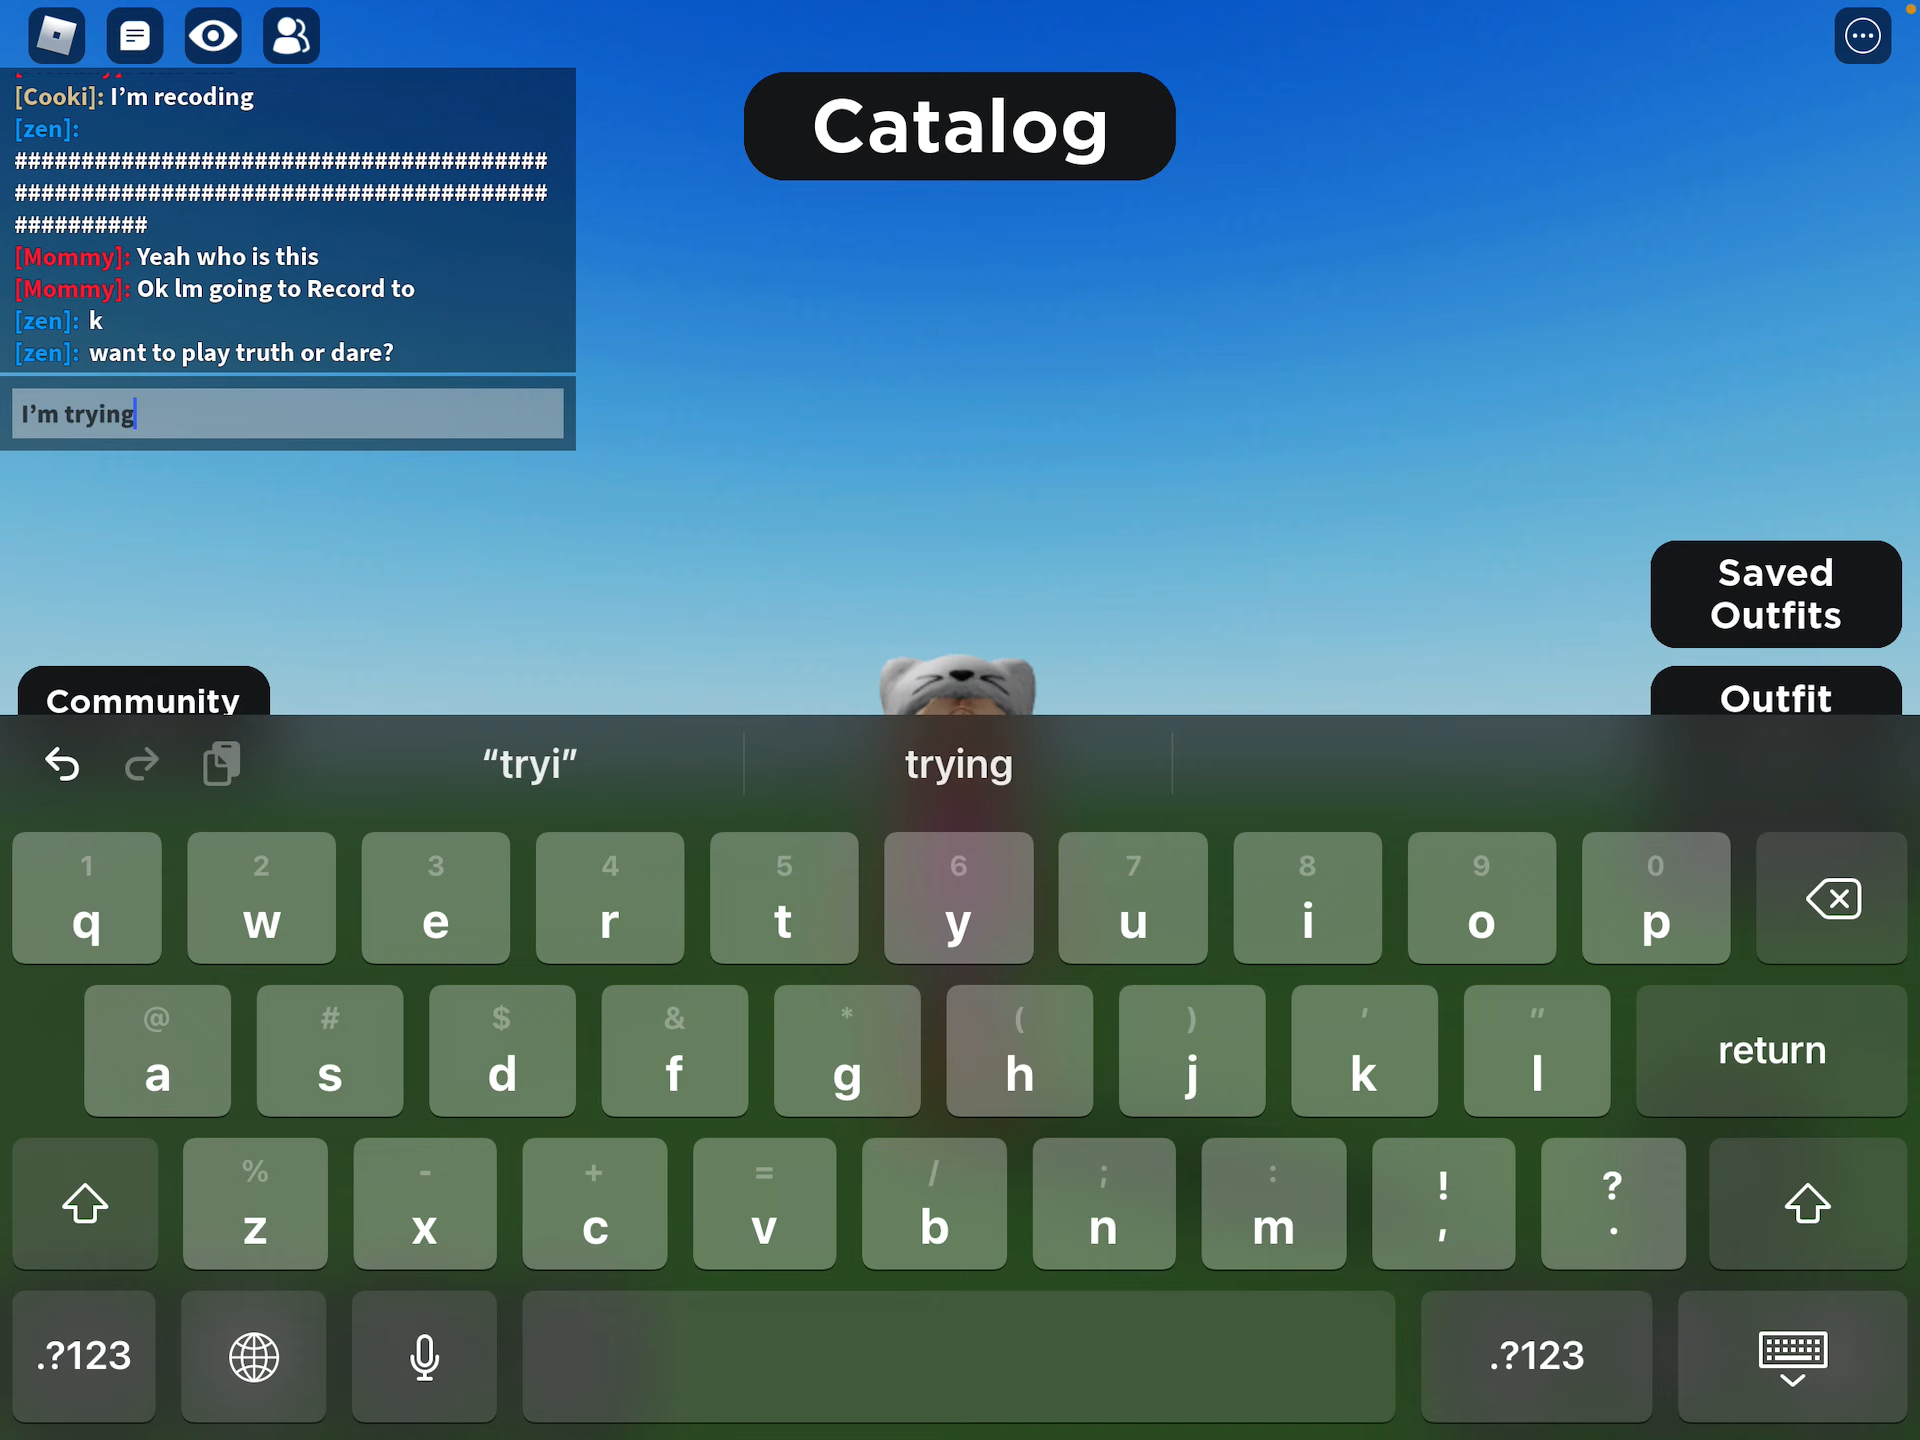 [Cooki]: I’m recoding
[zen]:
########################################
########################################
##########
[Mommy]: Yeah who is this
[Mommy]: Ok lm going to Record to
[zen]: k
[zen]: want to play truth or dare?
I’m trying
Catalog
Saved
Outfits
Community
Outfit
“tryi” trying
1 2 3 4 5 6 7 8 9 0
q w e r t y u i o p
@ # $ & * ( ) ' "
a s d f g h j k l return
% - + = / ; : ! ?
z x c v b n m , .
.?123 .?123